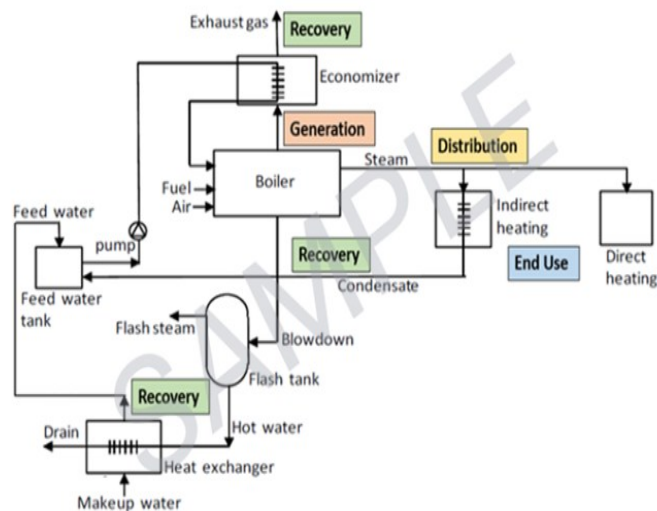 Exhaust gas
Recovery
Economizer
Generation
Distribution
Steam
Boiler
Fuel
Air
Indirect
heating
Direct
heating
Feed water
pump
Recovery
End Use
Condensate
Feed water
tank
Flash steam
Blowdown
Flash tank
Recovery
Hot water
Drain
Heat exchanger
Makeup water
SAMPLE